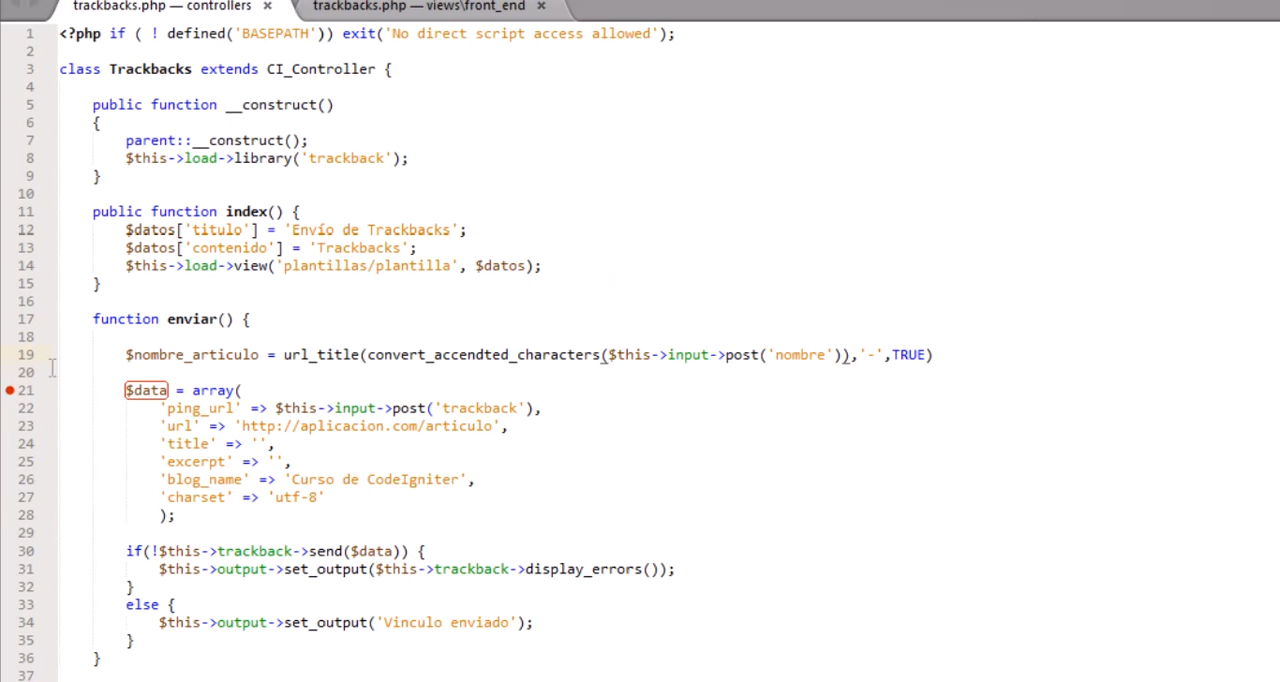 trackbacks.php — controllers × trackbacks.php — views\front_end ×
1 <?php if ( ! defined('BASEPATH')) exit('No direct script access allowed');
2
3 class Trackbacks extends CI_Controller {
4
5 public function __construct()
6 {
7 parent::__construct();
8 $this->load->library('trackback');
9 }
10
11 public function index() {
12 $datos['titulo'] = 'Envío de Trackbacks';
13 $datos['contenido'] = 'Trackbacks';
14 $this->load->view('plantillas/plantilla', $datos);
15 }
16
17 function enviar() {
18
19 $nombre_articulo = url_title(convert_accendted_characters($this->input->post('nombre')),'-',TRUE)
20
21 $data = array(
22 'ping_url' => $this->input->post('trackback'),
23 'url' => 'http://aplicacion.com/articulo',
24 'title' => '',
25 'excerpt' => '',
26 'blog_name' => 'Curso de CodeIgniter',
27 'charset' => 'utf-8'
28 );
29
30 if(!$this->trackback->send($data)) {
31 $this->output->set_output($this->trackback->display_errors());
32 }
33 else {
34 $this->output->set_output('Vinculo enviado');
35 }
36 }
37